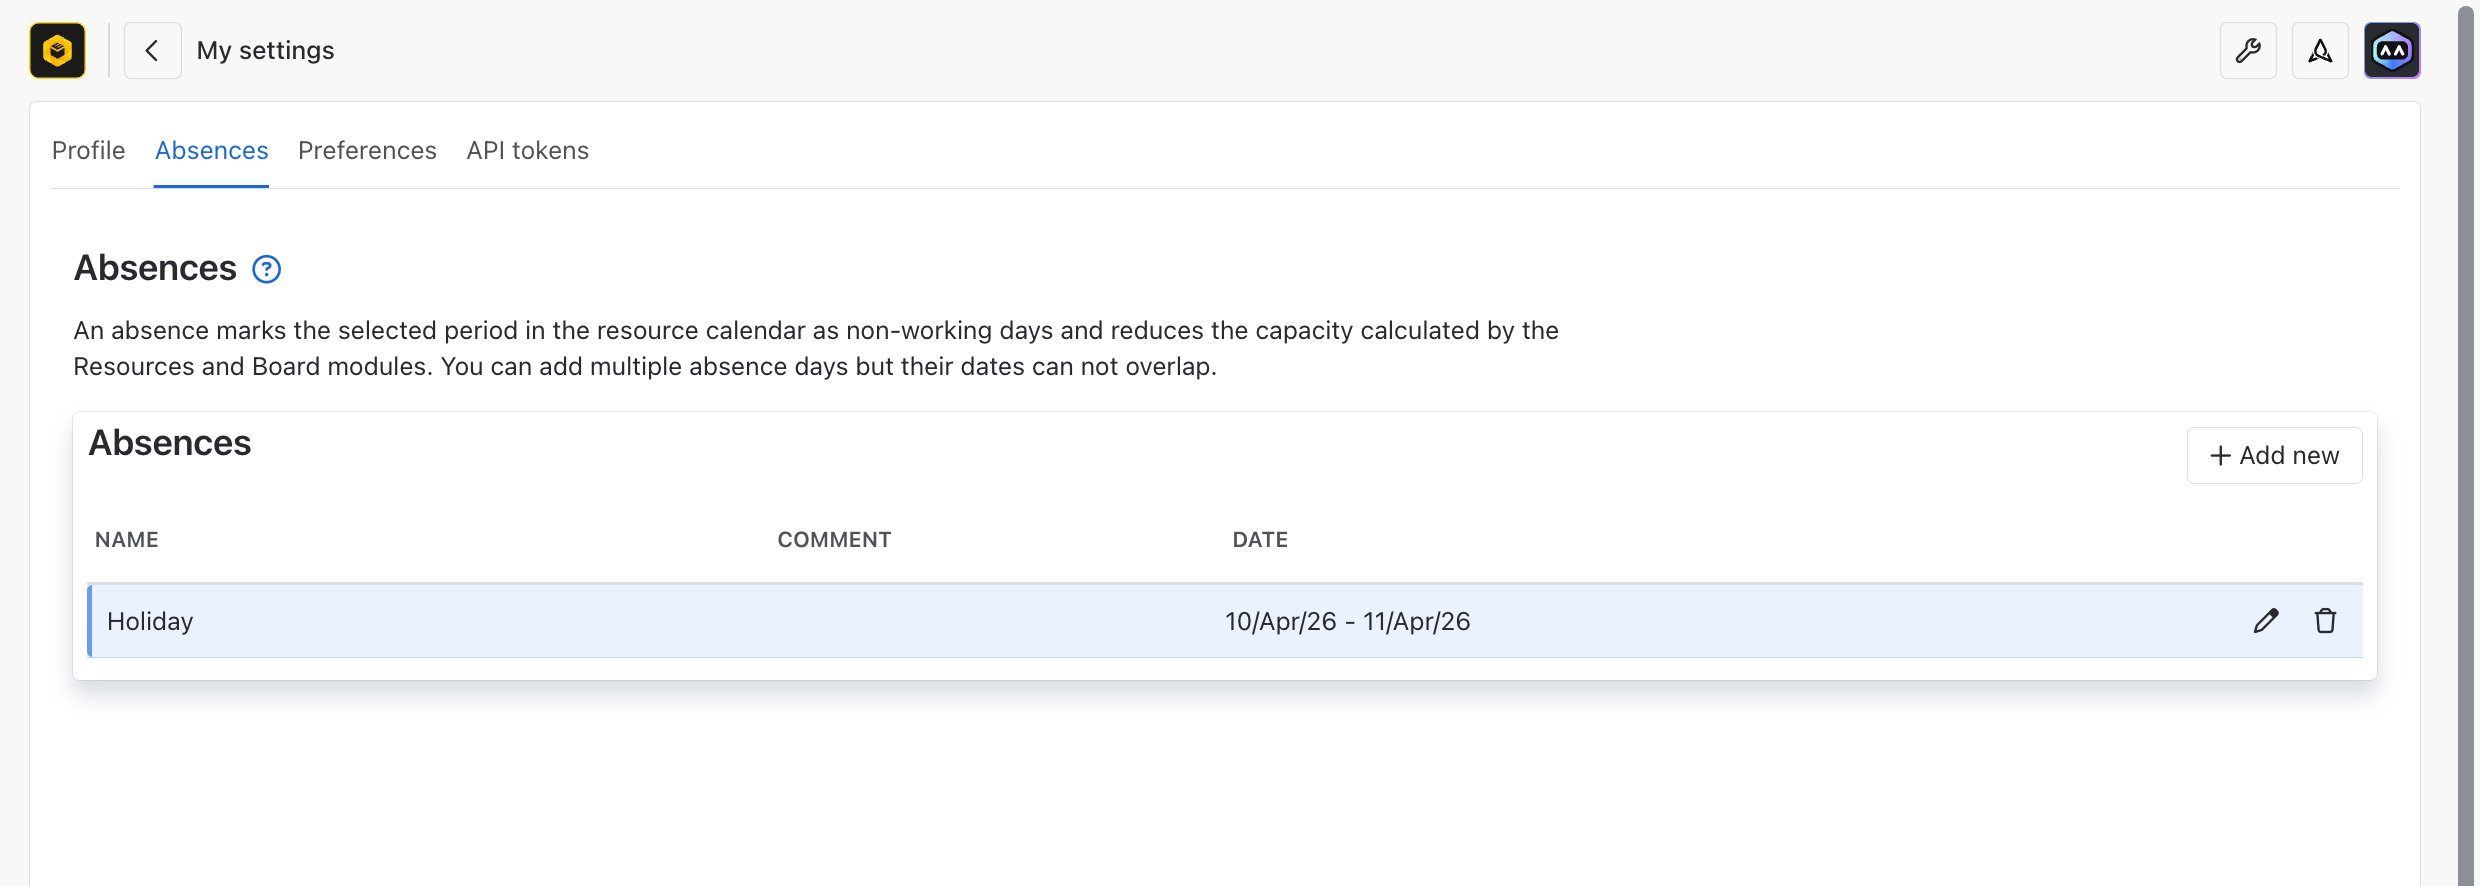 My settings
Profile
Absences
Preferences
API tokens
Absences
An absence marks the selected period in the resource calendar as non-working days and reduces the capacity calculated by the
Resources and Board modules. You can add multiple absence days but their dates can not overlap.
Absences
Add new
NAME
COMMENT
DATE
Holiday
10/Apr/26 - 11/Apr/26